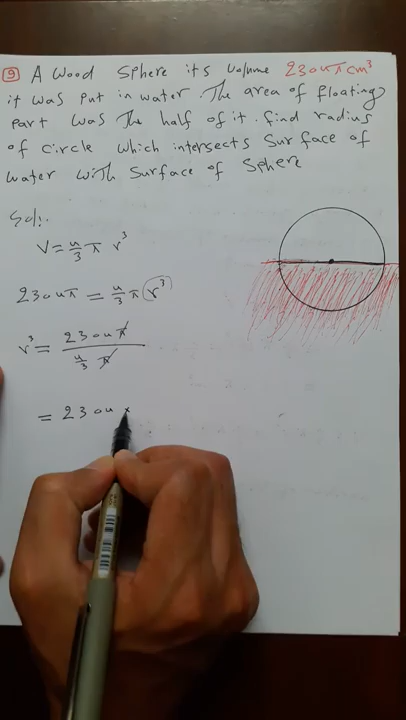 9 A wood sphere its volume 2304π cm³
it was put in water. The area of floating
part was the half of it. find radius
of circle which intersects surface of
water with surface of sphere
Sol:.
V = 4/3 π r³
2304π = 4/3 π r³
r³ = 2304π / 4/3 π
= 2304 ×